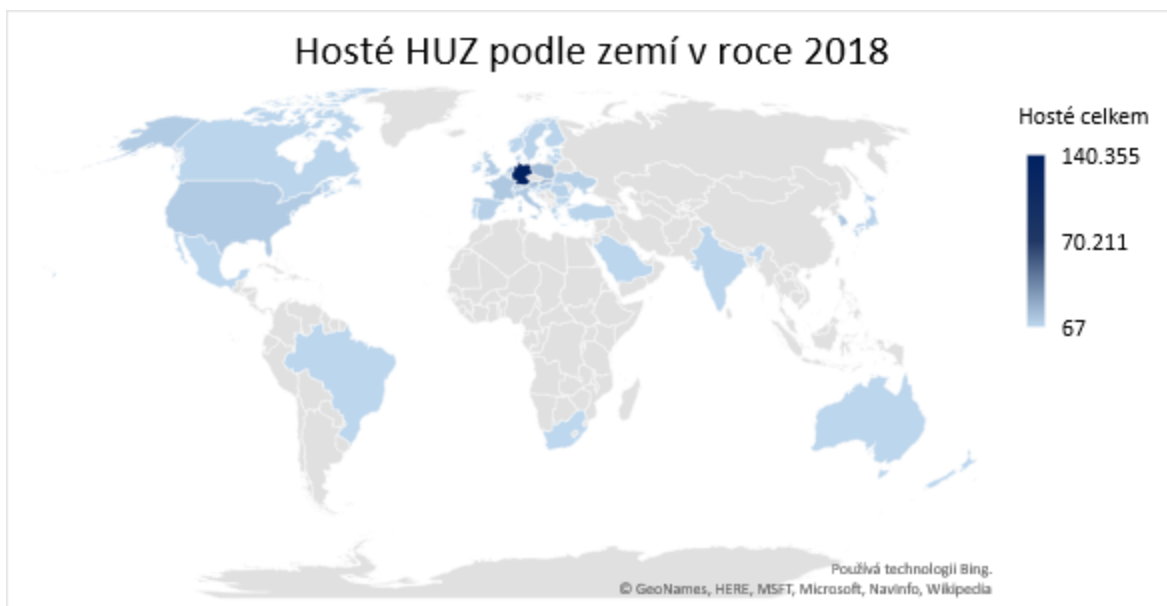 Hosté HUZ podle zemí v roce 2018
Hosté celkem
140.355
70.211
67
Používá technologii Bing.
© GeoNames, HERE, MSFT, Microsoft, NavInfo, Wikipedia